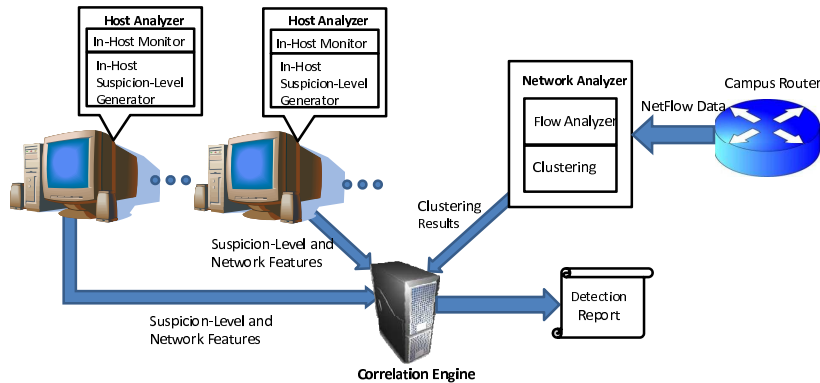 Host Analyzer
In-Host Monitor
In-Host
Suspicion-Level
Generator
Host Analyzer
In-Host Monitor
In-Host
Suspicion-Level
Generator
Network Analyzer
Flow Analyzer
Clustering
Campus Router
NetFlow Data
Clustering
Results
Suspicion-Level and
Network Features
Suspicion-Level and
Network Features
Detection
Report
Correlation Engine